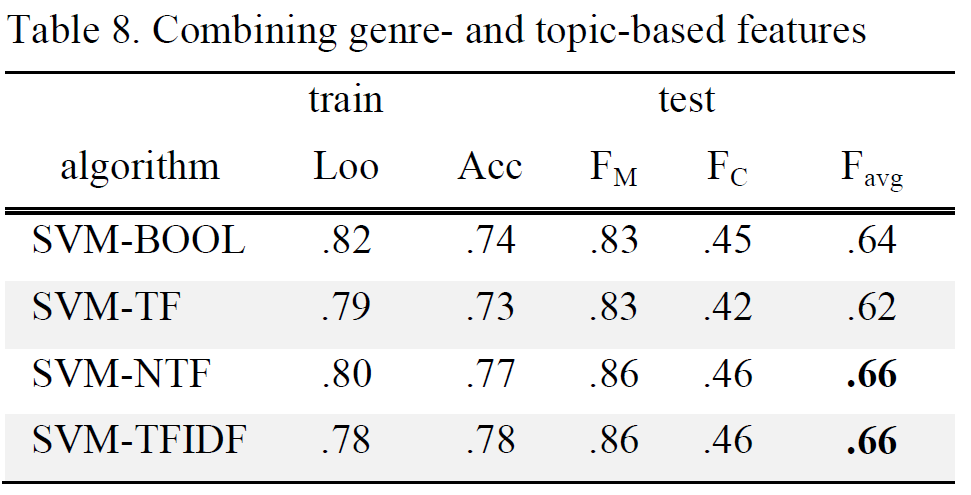 Table 8. Combining genre- and topic-based features
train test
algorithm Loo Acc F_M F_C F_avg
SVM-BOOL .82 .74 .83 .45 .64
SVM-TF .79 .73 .83 .42 .62
SVM-NTF .80 .77 .86 .46 .66
SVM-TFIDF .78 .78 .86 .46 .66